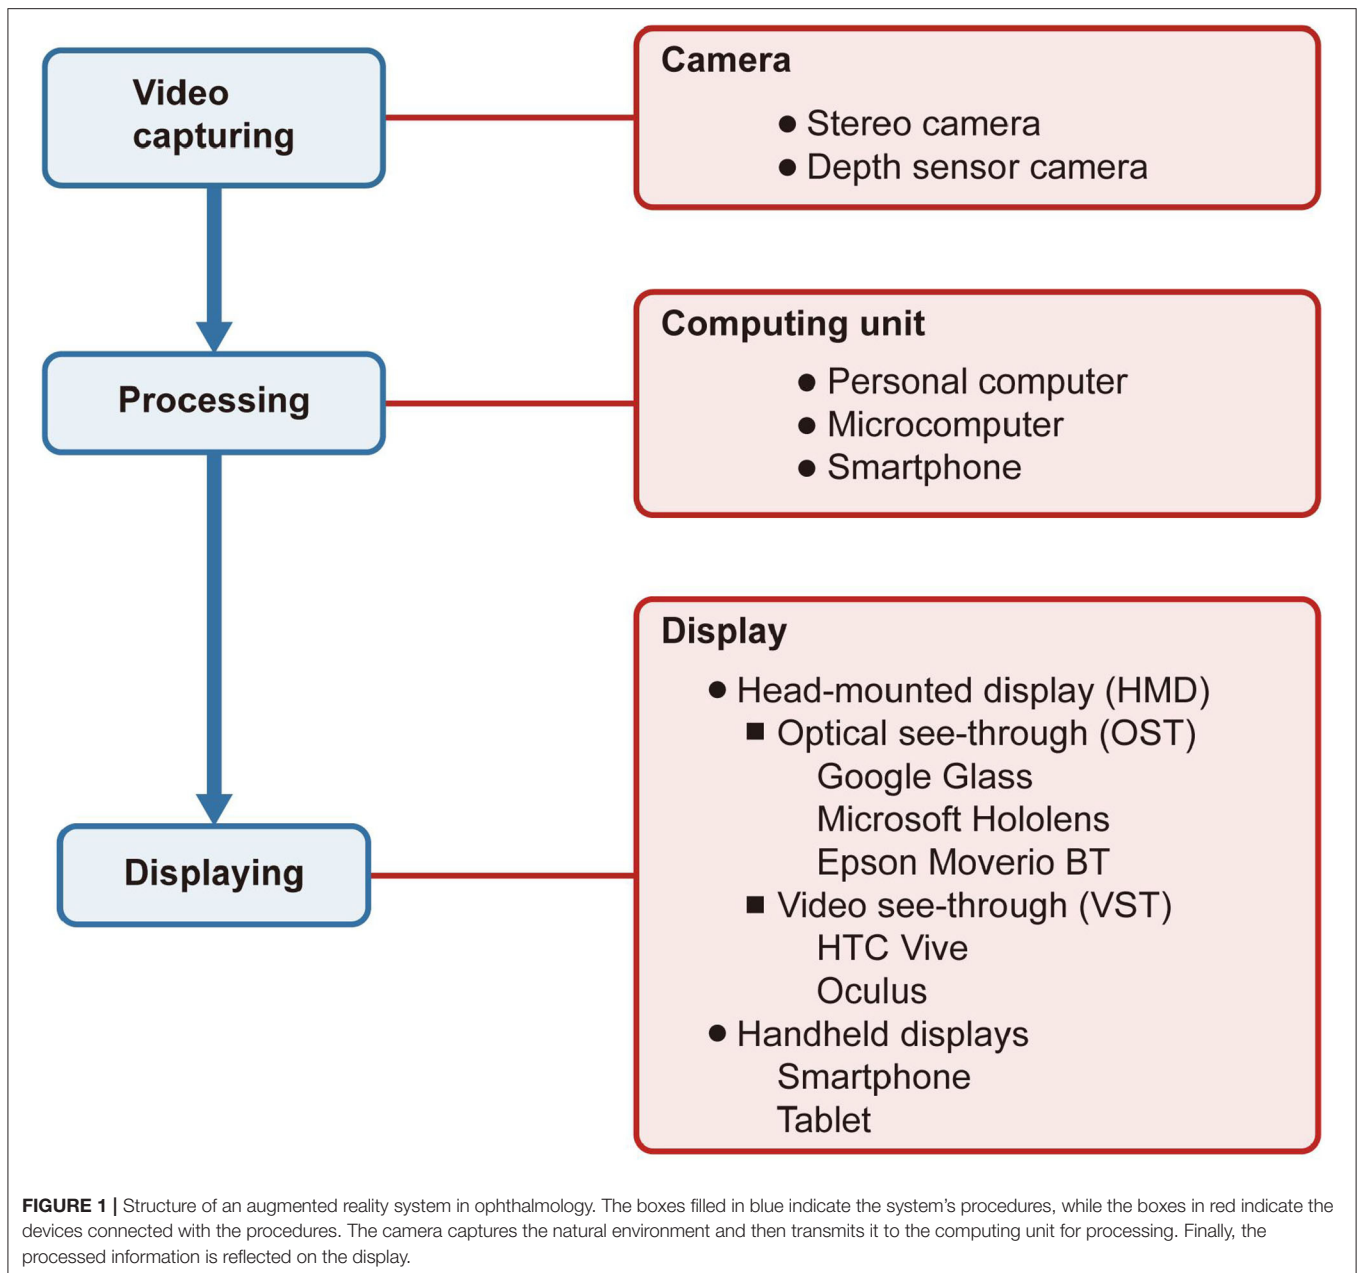 Video
capturing
Camera
● Stereo camera
● Depth sensor camera
Processing
Computing unit
● Personal computer
● Microcomputer
● Smartphone
Displaying
Display
● Head-mounted display (HMD)
■ Optical see-through (OST)
Google Glass
Microsoft Hololens
Epson Moverio BT
■ Video see-through (VST)
HTC Vive
Oculus
● Handheld displays
Smartphone
Tablet
FIGURE 1 | Structure of an augmented reality system in ophthalmology. The boxes filled in blue indicate the system's procedures, while the boxes in red indicate the
devices connected with the procedures. The camera captures the natural environment and then transmits it to the computing unit for processing. Finally, the
processed information is reflected on the display.